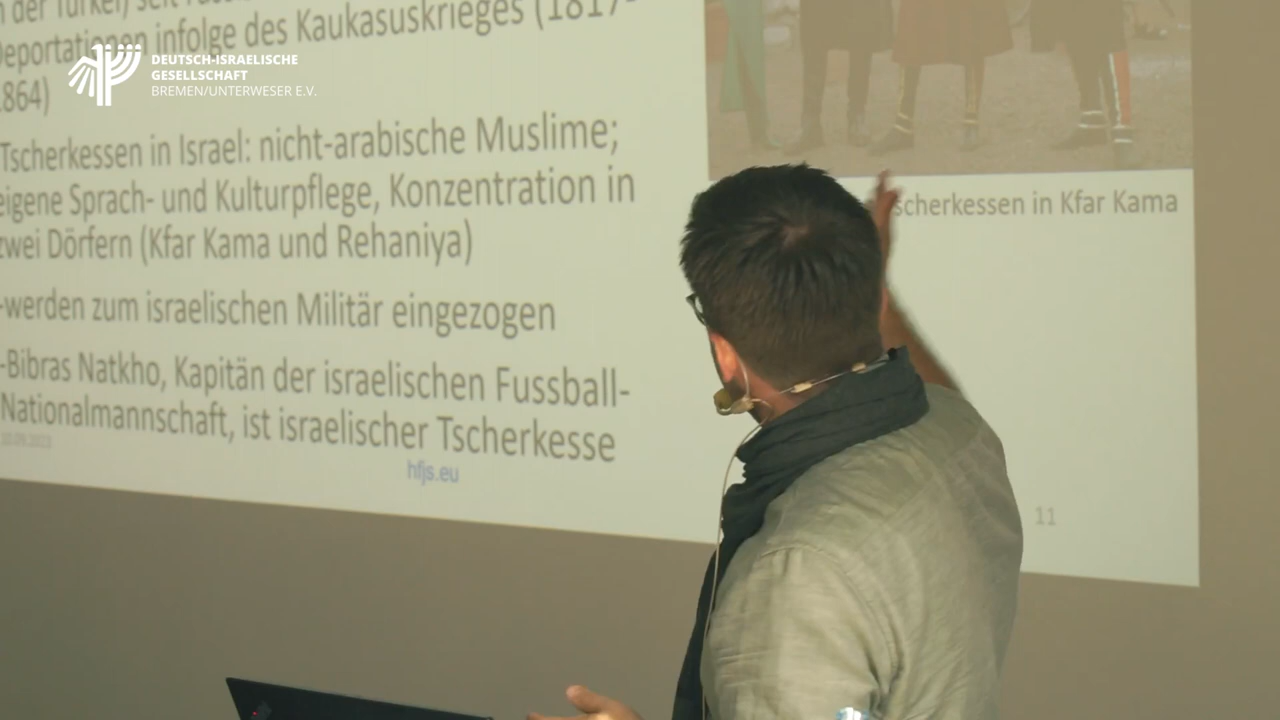 DEUTSCH-ISRAELISCHE
GESELLSCHAFT
BREMEN/UNTERWESER E.V.
Deportationen infolge des Kaukasuskrieges (1817-
1864)
Tscherkessen in Israel: nicht-arabische Muslime;
eigene Sprach- und Kulturpflege, Konzentration in
zwei Dörfern (Kfar Kama und Rehaniya)
-werden zum israelischen Militär eingezogen
-Bibras Natkho, Kapitän der israelischen Fussball-
Nationalmannschaft, ist israelischer Tscherkesse
hfjs.eu
scherkessen in Kfar Kama
11